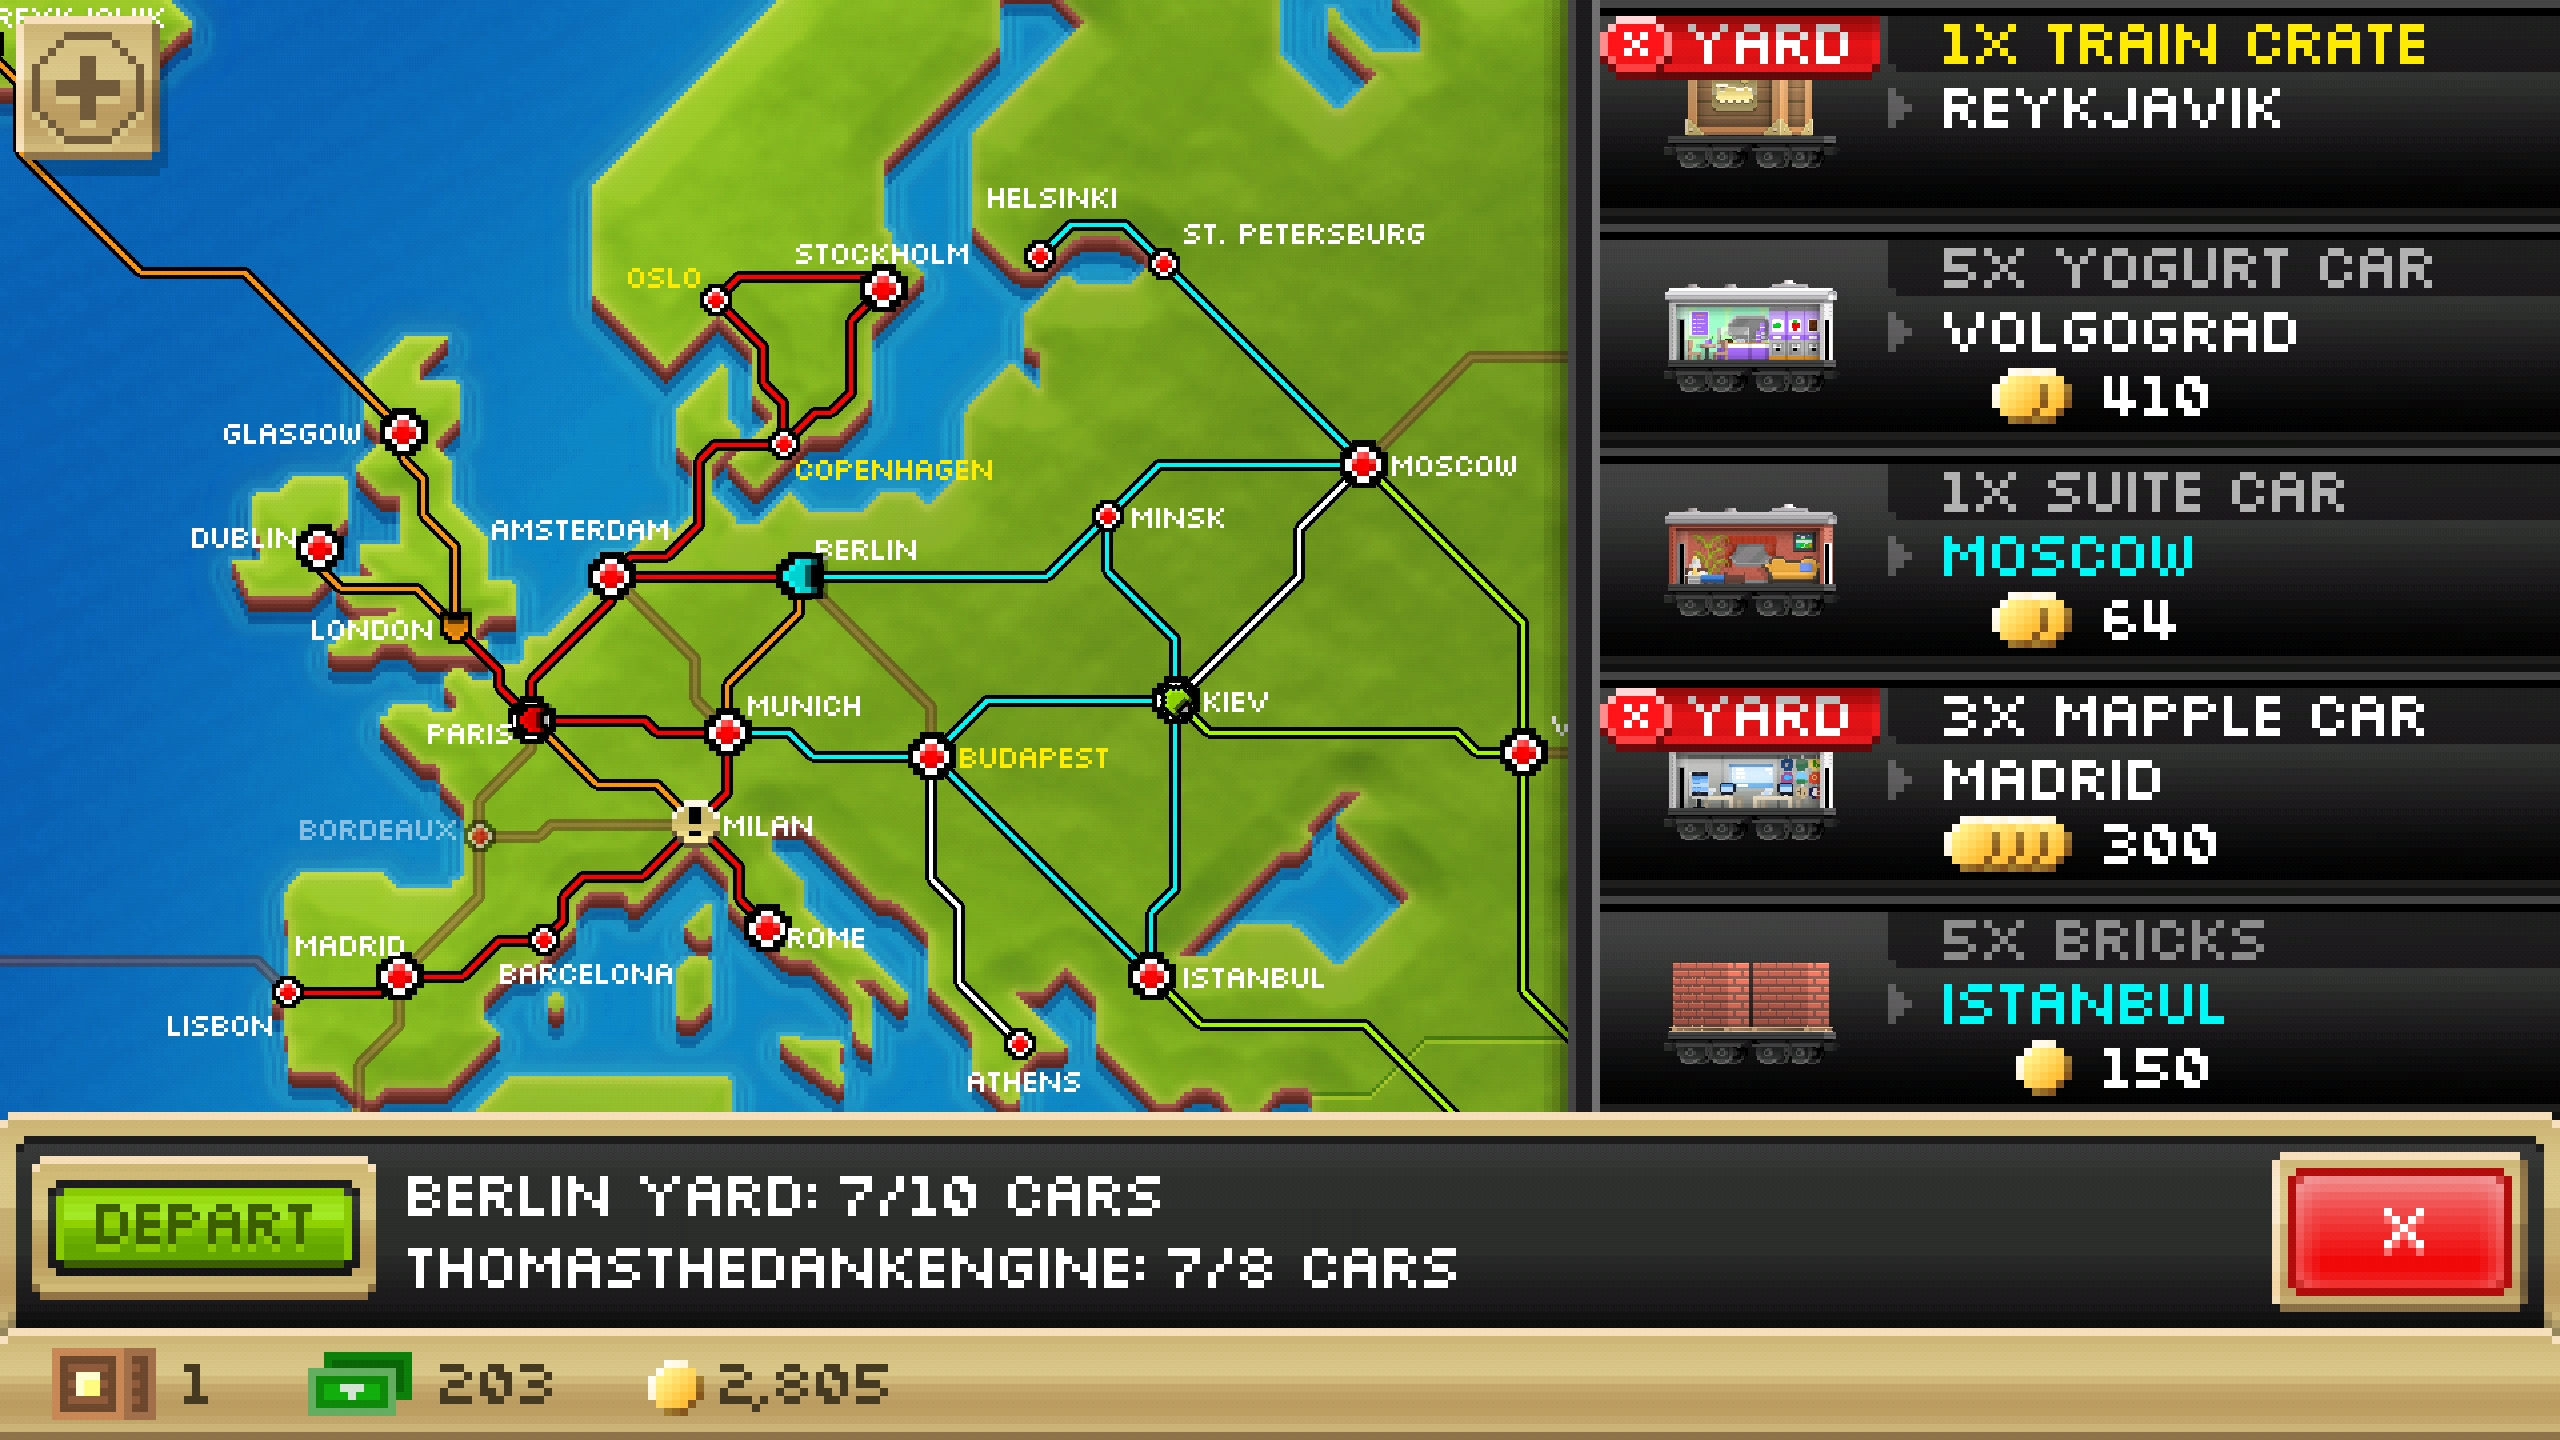 REYKJAVIK
HELSINKI
ST. PETERSBURG
STOCKHOLM
OSLO
GLASGOW
MOSCOW
COPENHAGEN
MINSK
AMSTERDAM
DUBLIN
BERLIN
LONDON
MUNICH
KIEV
PARIS
BUDAPEST
BORDEAUX
MILAN
ROME
MADRID
BARCELONA
ISTANBUL
LISBON
ATHENS
YARD
1X TRAIN CRATE
REYKJAVIK
5X YOGURT CAR
VOLGOGRAD
410
1X SUITE CAR
MOSCOW
64
YARD
3X MAPPLE CAR
MADRID
300
5X BRICKS
ISTANBUL
150
DEPART
BERLIN YARD: 7/10 CARS
THOMASTHEDANKENGINE: 7/8 CARS
X
1
203
2,805